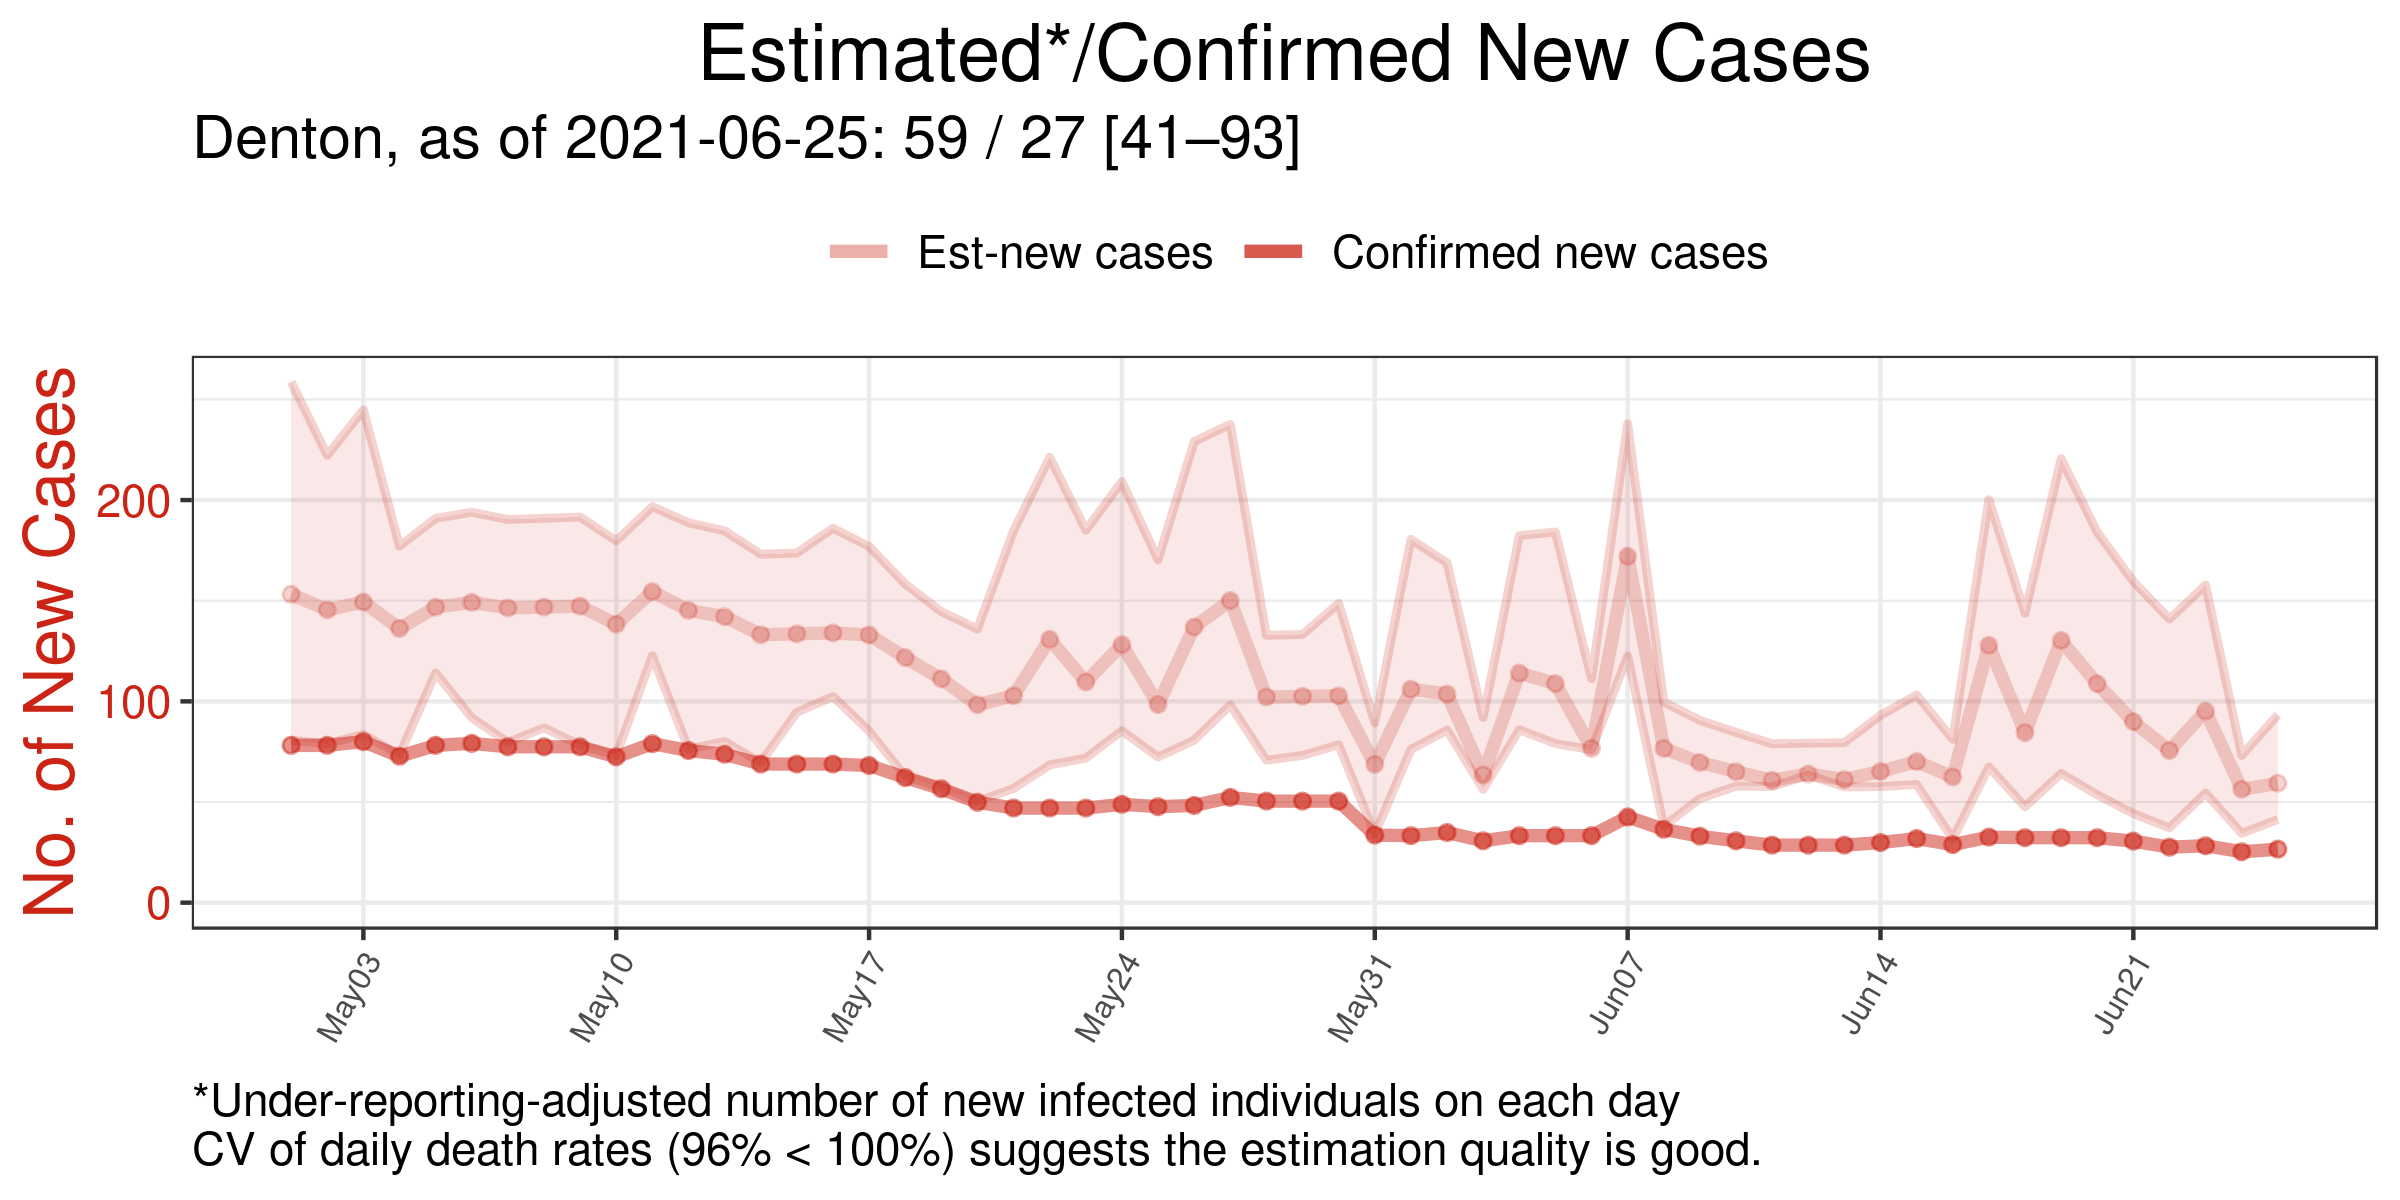 Estimated*/Confirmed New Cases
Denton, as of 2021-06-25: 59 / 27 [41–93]
Est-new cases
Confirmed new cases
No. of New Cases
200
100
0
May03
May10
May17
May24
May31
Jun07
Jun14
Jun21
*Under-reporting-adjusted number of new infected individuals on each day
CV of daily death rates (96% < 100%) suggests the estimation quality is good.